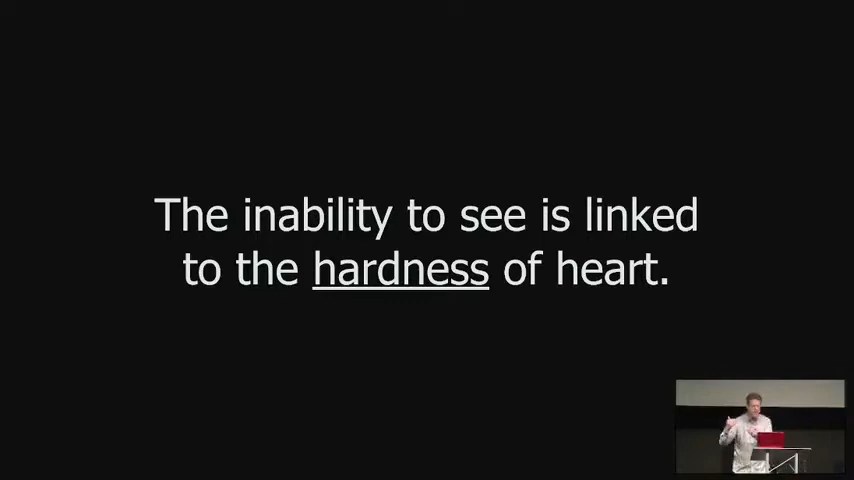 The inability to see is linked
to the hardness of heart.